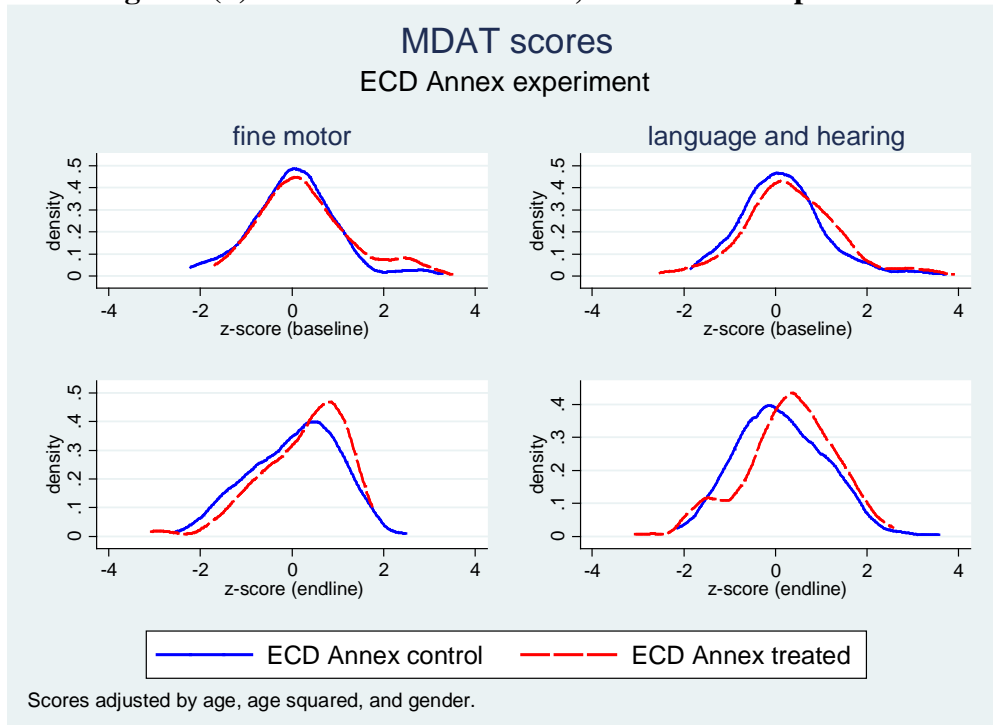 MDAT scores
ECD Annex experiment
fine motor
language and hearing
density
0 .1 .2 .3 .4 .5
-4 -2 0 2 4
z-score (baseline)
density
0 .1 .2 .3 .4 .5
-4 -2 0 2 4
z-score (baseline)
density
0 .1 .2 .3 .4 .5
-4 -2 0 2 4
z-score (endline)
density
0 .1 .2 .3 .4
-4 -2 0 2 4
z-score (endline)
ECD Annex control
ECD Annex treated
Scores adjusted by age, age squared, and gender.